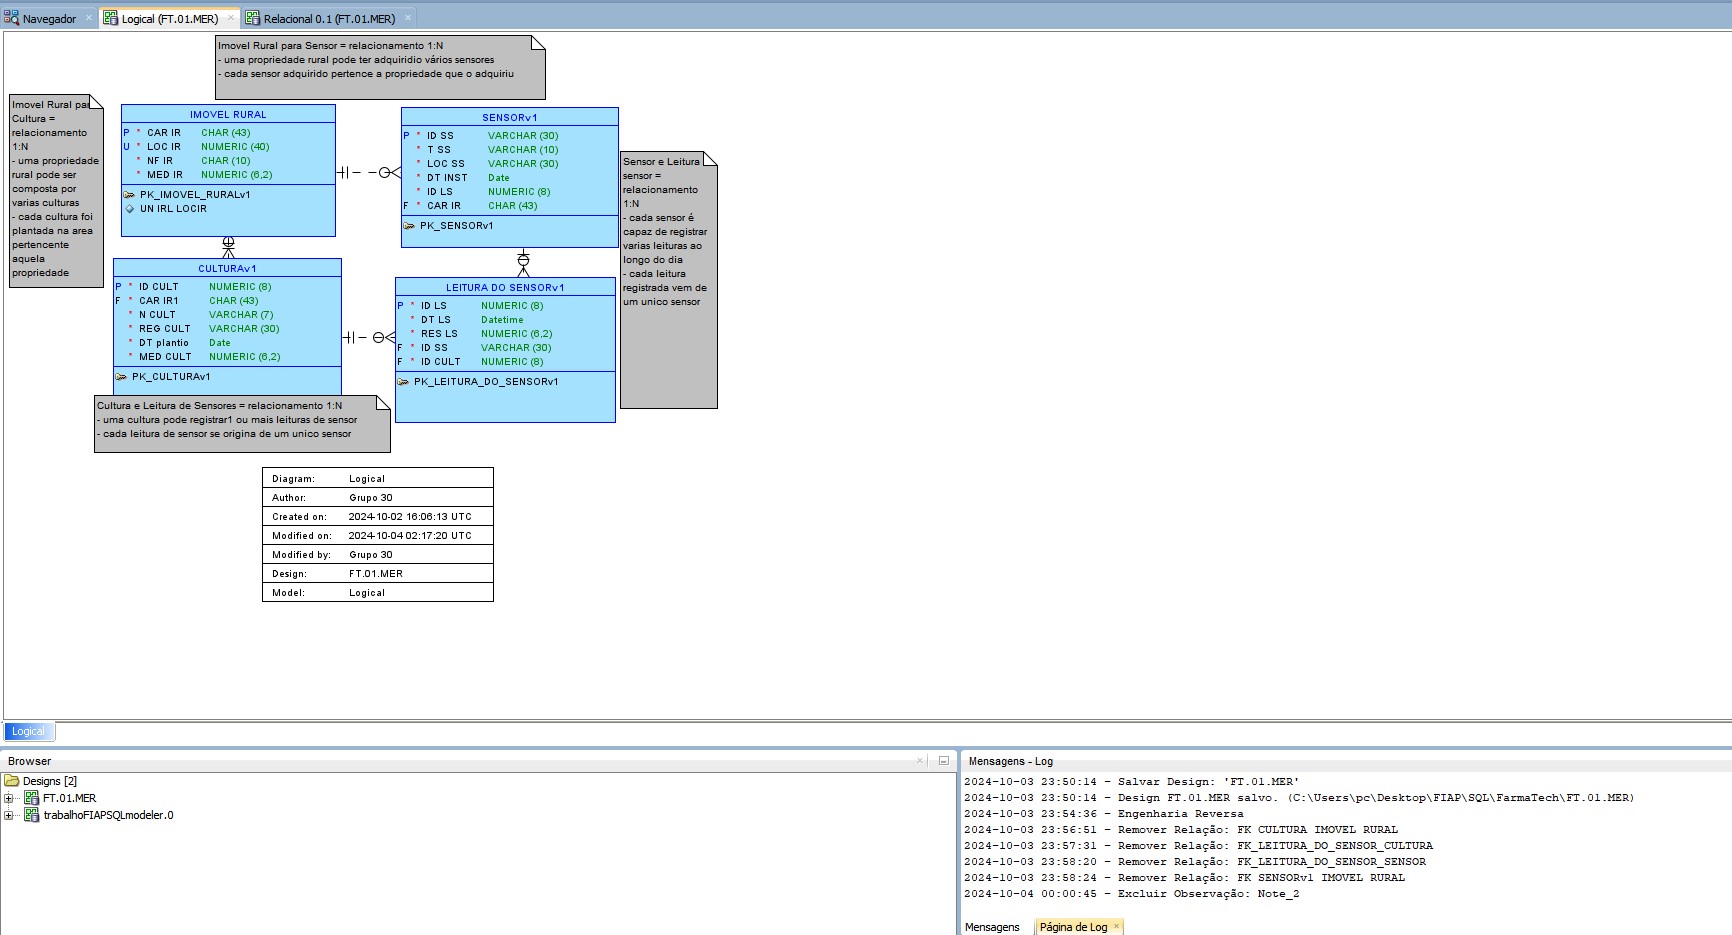 Navegador
Logical (FT.01.MER)
Relacional 0.1 (FT.01.MER)
Imovel Rural para Sensor = relacionamento 1:N
- uma propriedade rural pode ter adquiridio vários sensores
- cada sensor adquirido pertence a propriedade que o adquiriu
Imovel Rural par
Cultura =
relacionamento
1:N
- uma propriedade
rural pode ser
composta por
varias culturas
- cada cultura foi
plantada na area
pertencente
aquela
propriedade
IMOVEL RURAL
P * CAR IR CHAR (43)
U * LOC IR NUMERIC (40)
* NF IR CHAR (10)
* MED IR NUMERIC (6,2)
PK_IMOVEL_RURALv1
UN IRL LOCIR
SENSORv1
P * ID SS VARCHAR (30)
* T SS VARCHAR (10)
* LOC SS VARCHAR (30)
* DT INST Date
* ID LS NUMERIC (8)
F * CAR IR CHAR (43)
PK_SENSORv1
Sensor e Leitura
sensor =
relacionamento
1:N
- cada sensor é
capaz de registrar
varias leituras ao
longo do dia
- cada leitura
registrada vem de
um unico sensor
CULTURAv1
P * ID CULT NUMERIC (8)
F * CAR IR1 CHAR (43)
* N CULT VARCHAR (7)
* REG CULT VARCHAR (30)
* DT plantio Date
* MED CULT NUMERIC (6,2)
PK_CULTURAv1
LEITURA DO SENSORv1
P * ID LS NUMERIC (8)
* DT LS Datetime
* RES LS NUMERIC (6,2)
F * ID SS VARCHAR (30)
F * ID CULT NUMERIC (8)
PK_LEITURA_DO_SENSORv1
Cultura e Leitura de Sensores = relacionamento 1:N
- uma cultura pode registrar1 ou mais leituras de sensor
- cada leitura de sensor se origina de um unico sensor
Diagram: Logical
Author: Grupo 30
Created on: 2024-10-02 16:06:13 UTC
Modified on: 2024-10-04 02:17:20 UTC
Modified by: Grupo 30
Design: FT.01.MER
Model: Logical
Logical
Browser
Designs [2]
FT.01.MER
trabalhoFIAPSQLmodeler.0
Mensagens - Log
2024-10-03 23:50:14 - Salvar Design: 'FT.01.MER'
2024-10-03 23:50:14 - Design FT.01.MER salvo. (C:\Users\pc\Desktop\FIAP\SQL\FarmaTech\FT.01.MER)
2024-10-03 23:54:36 - Engenharia Reversa
2024-10-03 23:56:51 - Remover Relação: FK CULTURA IMOVEL RURAL
2024-10-03 23:57:31 - Remover Relação: FK_LEITURA_DO_SENSOR_CULTURA
2024-10-03 23:58:20 - Remover Relação: FK_LEITURA_DO_SENSOR_SENSOR
2024-10-03 23:58:24 - Remover Relação: FK SENSORv1 IMOVEL RURAL
2024-10-04 00:00:45 - Excluir Observação: Note_2
Mensagens
Página de Log